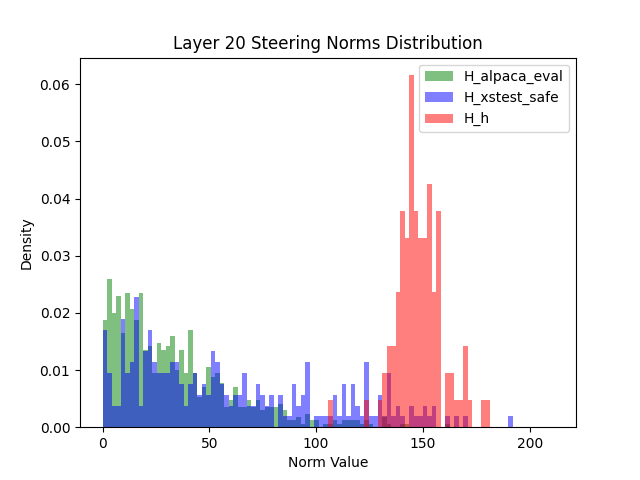 Layer 20 Steering Norms Distribution
H_alpaca_eval
H_xstest_safe
H_h
0.06
0.05
0.04
0.03
0.02
0.01
0.00
Density
0 50 100 150 200
Norm Value